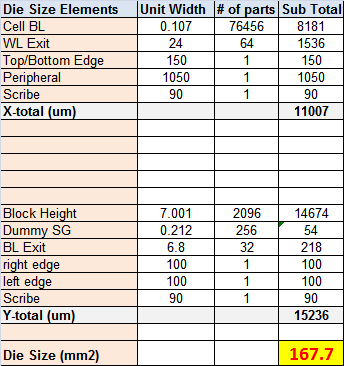 Die Size Elements Unit Width # of parts Sub Total
Cell BL 0.107 76456 8181
WL Exit 24 64 1536
Top/Bottom Edge 150 1 150
Peripheral 1050 1 1050
Scribe 90 1 90
X-total (um) 11007
Block Height 7.001 2096 14674
Dummy SG 0.212 256 54
BL Exit 6.8 32 218
right edge 100 1 100
left edge 100 1 100
Scribe 90 1 90
Y-total (um) 15236
Die Size (mm2) 167.7